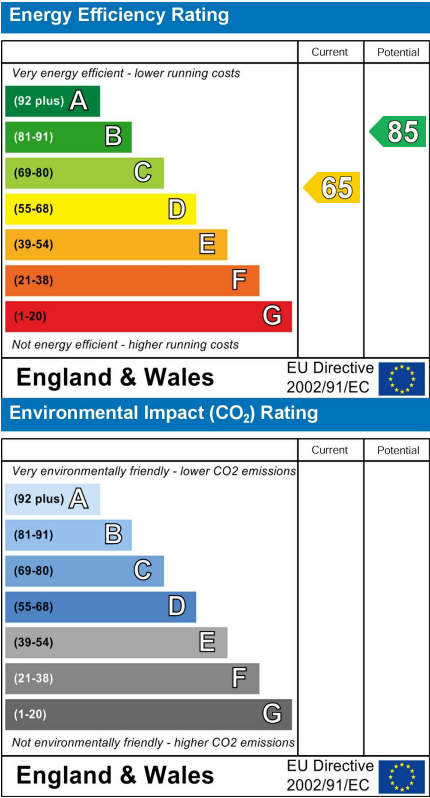 Energy Efficiency Rating
Current Potential
Very energy efficient - lower running costs
(92 plus) A
(81-91) B
85
(69-80) C
65
(55-68) D
(39-54) E
(21-38) F
(1-20) G
Not energy efficient - higher running costs
England & Wales
EU Directive
2002/91/EC
Environmental Impact (CO₂) Rating
Current Potential
Very environmentally friendly - lower CO2 emissions
(92 plus) A
(81-91) B
(69-80) C
(55-68) D
(39-54) E
(21-38) F
(1-20) G
Not environmentally friendly - higher CO2 emissions
England & Wales
EU Directive
2002/91/EC